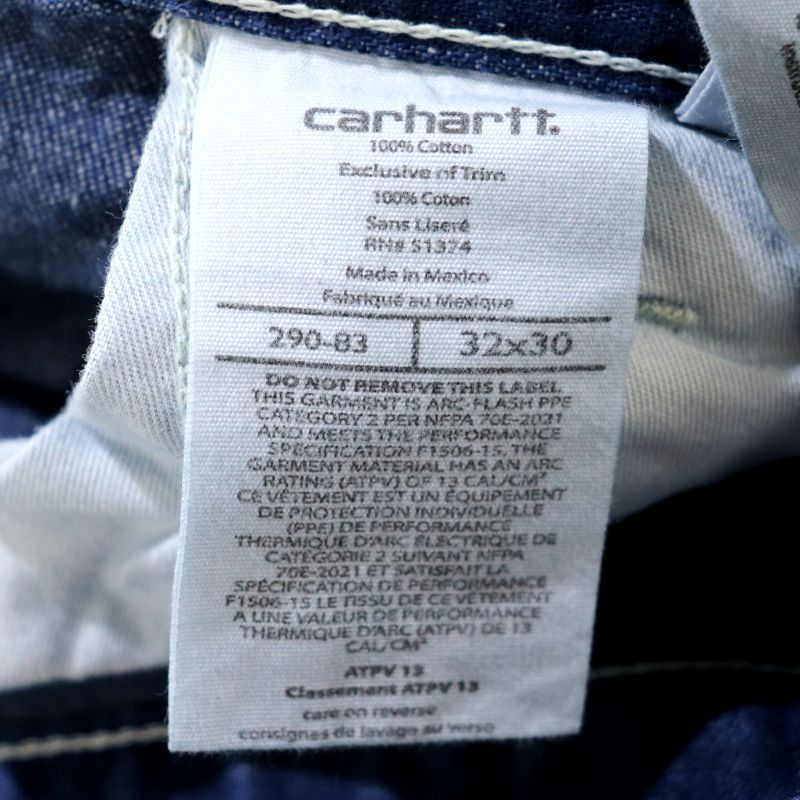 carhartt.
100% Cotton
Exclusive of Trim
100% Coton
Sans Liseré
RN# 51374
Made in Mexico
Fabriqué au Mexique
290-83 32x30
DO NOT REMOVE THIS LABEL
THIS GARMENT IS ARC-FLASH PPE
CATEGORY 2 PER NFPA 70E-2021
AND MEETS THE PERFORMANCE
SPECIFICATION F1506-15. THE
GARMENT MATERIAL HAS AN ARC
RATING (ATPV) OF 13 CAL/CM²
CE VÊTEMENT EST UN ÉQUIPEMENT
DE PROTECTION INDIVIDUELLE
(PPE) DE PERFORMANCE
THERMIQUE D'ARC ÉLECTRIQUE DE
CATÉGORIE 2 SUIVANT NFPA
70E-2021 ET SATISFAIT LA
SPÉCIFICATION DE PERFORMANCE
F1506-15 LE TISSU DE CE VÊTEMENT
A UNE VALEUR DE PERFORMANCE
THERMIQUE D'ARC (ATPV) DE 13
CAL/CM²
ATPV 13
Classement ATPV 13
care on reverse
consignes de lavage au verso